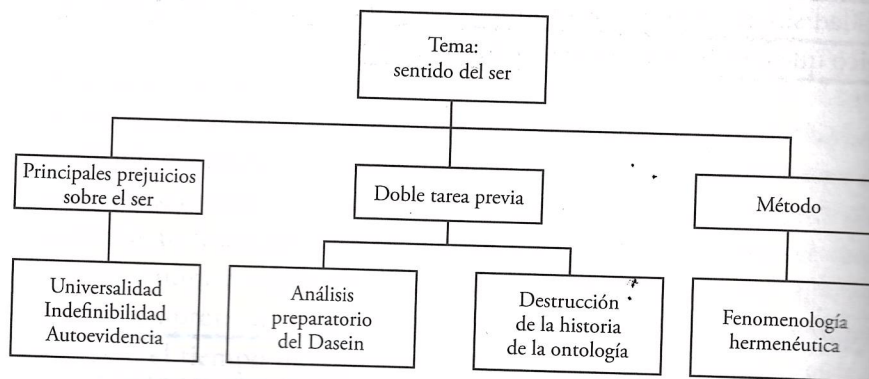 Tema:
sentido del ser
Principales prejuicios
sobre el ser
Doble tarea previa
Método
Universalidad
Indefinibilidad
Autoevidencia
Análisis
preparatorio
del Dasein
Destrucción
de la historia
de la ontología
Fenomenología
hermenéutica